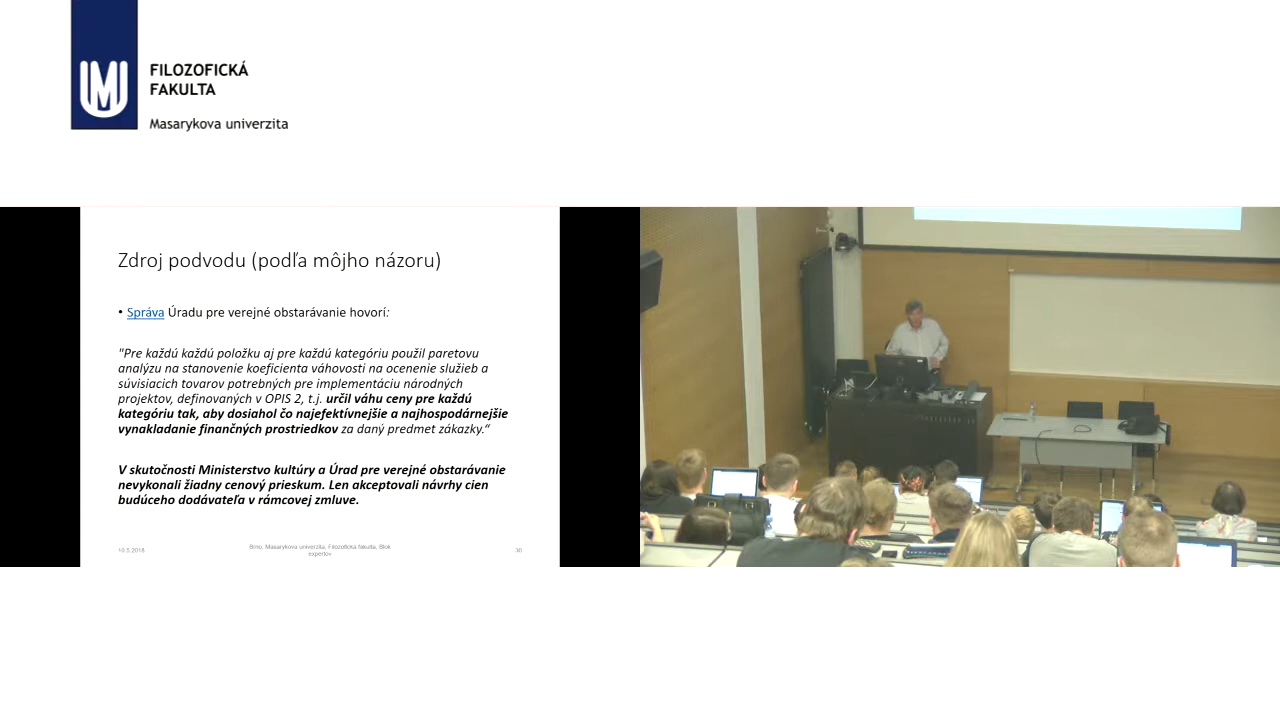 FILOZOFICKÁ
FAKULTA
Masarykova univerzita
Zdroj podvodu (podľa môjho názoru)
• Správa Úradu pre verejné obstarávanie hovorí:
"Pre každú každú položku aj pre každú kategóriu použil paretovu
analýzu na stanovenie koeficienta váhovosti na ocenenie služieb a
súvisiacich tovarov potrebných pre implementáciu národných
projektov, definovaných v OPIS 2, t.j. určil váhu ceny pre každú
kategóriu tak, aby dosiahol čo najefektívnejšie a najhospodárnejšie
vynakladanie finančných prostriedkov za daný predmet zákazky.“
V skutočnosti Ministerstvo kultúry a Úrad pre verejné obstarávanie
nevykonali žiadny cenový prieskum. Len akceptovali návrhy cien
budúceho dodávateľa v rámcovej zmluve.
10.5.2018
Brno, Masarykova univerzita, Filozofická fakulta, Blok
expertov
30